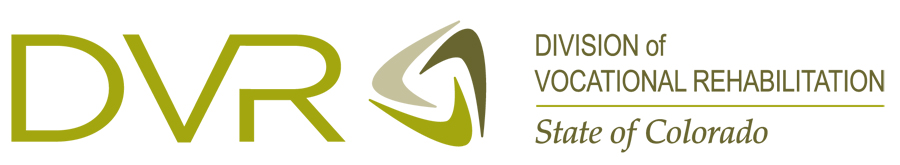 DVR
DIVISION of
VOCATIONAL REHABILITATION
State of Colorado